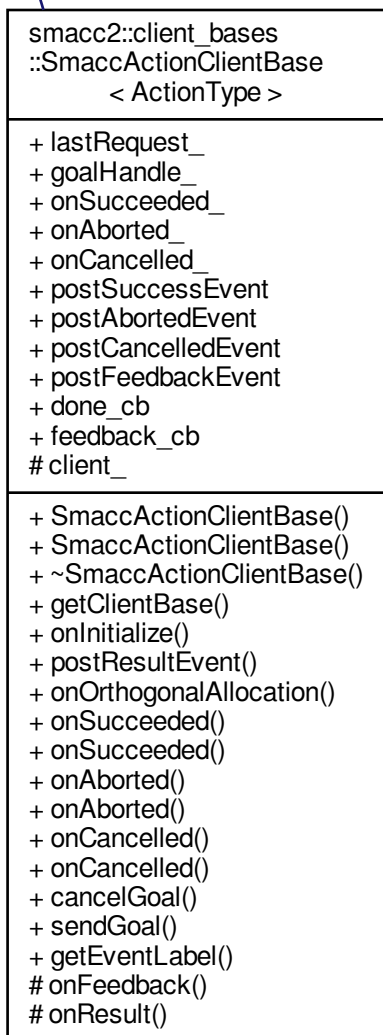 smacc2::client_bases
::SmaccActionClientBase
< ActionType >
+ lastRequest_
+ goalHandle_
+ onSucceeded_
+ onAborted_
+ onCancelled_
+ postSuccessEvent
+ postAbortedEvent
+ postCancelledEvent
+ postFeedbackEvent
+ done_cb
+ feedback_cb
# client_
+ SmaccActionClientBase()
+ SmaccActionClientBase()
+ ~SmaccActionClientBase()
+ getClientBase()
+ onInitialize()
+ postResultEvent()
+ onOrthogonalAllocation()
+ onSucceeded()
+ onSucceeded()
+ onAborted()
+ onAborted()
+ onCancelled()
+ onCancelled()
+ cancelGoal()
+ sendGoal()
+ getEventLabel()
# onFeedback()
# onResult()